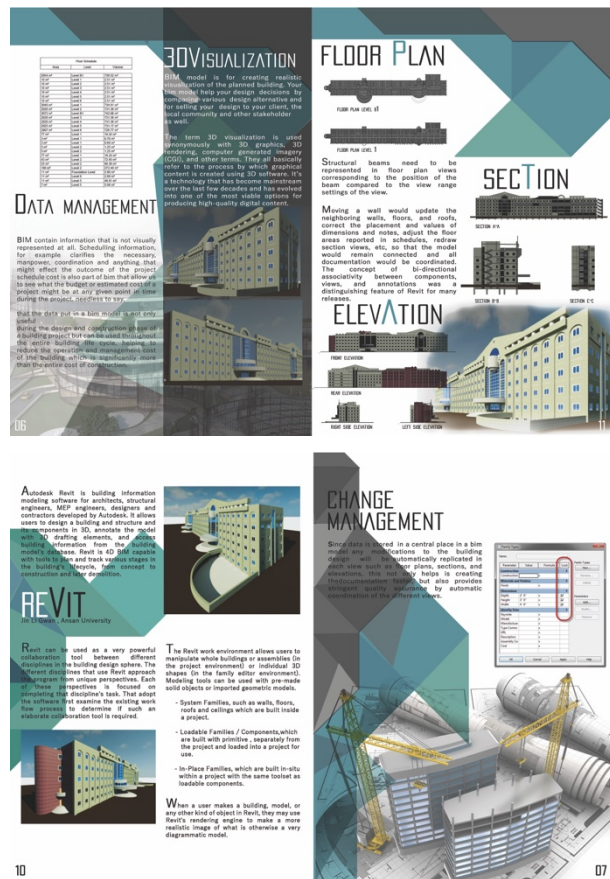 Floor Schedule
Area Level Volume
DATA MANAGEMENT
BIM contain information that is not visually
represented at all. Schedulling information,
for example clarifies the necessary,
manpower, coordination and anything that
might effect the outcome of the project
schedule cost is also part of bim that allow us
to see what the budget or estimated cost of a
project might be at any given point in time
during the project, needless to say,
that the data put in a bim model is not only
useful
during the design and construction phase of
a building project but can be used throughout
the entire building life cycle, helping to
reduce the operation and management cost
of the building which is significantly more
than the entire cost of construction.
06
3DVISUALIZATION
BIM model is for creating realistic
visualization of the planned building. Your
bim model help your design decisions by
comparing various design alternative and
for selling your design to your client, the
local community and other stakeholder
as well.
The term 3D visualization is used
synonymously with 3D graphics, 3D
rendering, computer generated imagery
(CGI), and other terms. They all basically
refer to the process by which graphical
content is created using 3D software. It's
a technology that has become mainstream
over the last few decades and has evolved
into one of the most viable options for
producing high-quality digital content.
FLOOR PLAN
FLOOR PLAN LEVEL
FLOOR PLAN LEVEL 1
Structural beams need to be
represented in floor plan views
corresponding to the position of the
beam compared to the view range
settings of the view.
Moving a wall would update the
neighboring walls, floors, and roofs,
correct the placement and values of
dimensions and notes, adjust the floor
areas reported in schedules, redraw
section views, etc, so that the model
would remain connected and all
documentation would be coordinated.
The concept of bi-directional
associativity between components,
views, and annotations was a
distinguishing feature of Revit for many
releases.
SECTION
SECTION A-A
SECTION B-B
SECTION C-C
ELEVATION
FRONT ELEVATION
REAR ELEVATION
RIGHT SIDE ELEVATION
LEFT SIDE ELEVATION
11
Autodesk Revit is building information
modeling software for architects, structural
engineers, MEP engineers, designers and
contractors developed by Autodesk. It allows
users to design a building and structure and
its components in 3D, annotate the model
with 2D drafting elements, and access
building information from the building
model's database. Revit is 4D BIM capable
with tools to plan and track various stages in
the building's lifecycle, from concept to
construction and later demolition.
REVIT
Jin Li Gwan , Ansan University
Revit can be used as a very powerful
collaboration tool between different
disciplines in the building design sphere. The
different disciplines that use Revit approach
the program from unique perspectives. Each
of these perspectives is focused on
completing that discipline's task. That adopt
the software first examine the existing work
flow process to determine if such an
elaborate collaboration tool is required.
The Revit work environment allows users to
manipulate whole buildings or assemblies (in
the project environment) or individual 3D
shapes (in the family editor environment).
Modeling tools can be used with pre-made
solid objects or imported geometric models.
- System Families, such as walls, floors,
roofs and ceilings which are built inside
a project.
- Loadable Families / Components,which
are built with primitive , separately from
the project and loaded into a project for
use.
- In-Place Families, which are built in-situ
within a project with the same toolset as
loadable components.
When a user makes a building, model, or
any other kind of object in Revit, they may use
Revit's rendering engine to make a more
realistic image of what is otherwise a very
diagrammatic model.
10
CHANGE
MANAGEMENT
Since data is stored in a central place in a bim
model any modifications to the building
design will be automatically replicated in
each view such as floor plans, sections, and
elevations, this not only helps is creating
thedocumentation faster but also provides
stringent quality assurance by automatic
coordination of the different views.
Family Types
Parameter Value Formula Lock
OK Cancel Apply Help
07